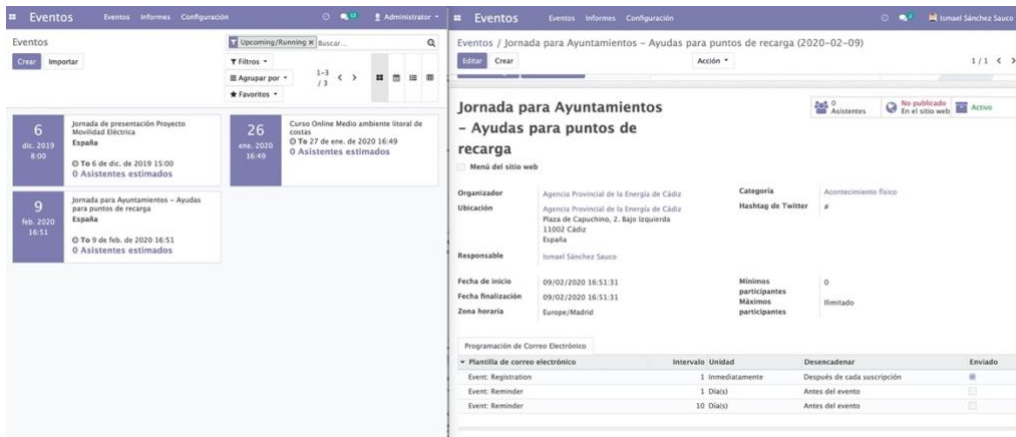 Eventos
Eventos Informes Configuración
12
Administrator
Eventos
Upcoming/Running x Buscar...
Crear Importar
Filtros
Agrupar por
Favoritos
1-3
/ 3
6
dic. 2019
8:00
Jornada de presentación Proyecto
Movilidad Eléctrica
España
To 6 de dic. de 2019 15:00
0 Asistentes estimados
26
ene. 2020
16:49
Curso Online Medio ambiente litoral de
costas
To 27 de ene. de 2020 16:49
0 Asistentes estimados
9
feb. 2020
16:51
Jornada para Ayuntamientos - Ayudas
para puntos de recarga
España
To 9 de feb. de 2020 16:51
0 Asistentes estimados
Eventos
Eventos Informes Configuración
Ismael Sánchez Sauco
Eventos / Jornada para Ayuntamientos - Ayudas para puntos de recarga (2020-02-09)
Editar Crear
Acción
1 / 1
Jornada para Ayuntamientos
- Ayudas para puntos de
recarga
0
Asistentes
No publicado
En el sitio web
Activo
Menú del sitio web
Organizador Agencia Provincial de la Energía de Cádiz
Categoría Acontecimiento físico
Ubicación Agencia Provincial de la Energía de Cádiz
Hashtag de Twitter #
Plaza de Capuchino, 2. Bajo Izquierda
11002 Cádiz
España
Responsable Ismael Sánchez Sauco
Fecha de inicio 09/02/2020 16:51:31
Fecha finalización 09/02/2020 16:51:31
Zona horaria Europe/Madrid
Mínimos
participantes 0
Máximos
participantes Ilimitado
Programación de Correo Electrónico
Plantilla de correo electrónico Intervalo Unidad Desencadenar Enviado
Event: Registration 1 Inmediatamente Después de cada suscripción
Event: Reminder 1 Día(s) Antes del evento
Event: Reminder 10 Día(s) Antes del evento